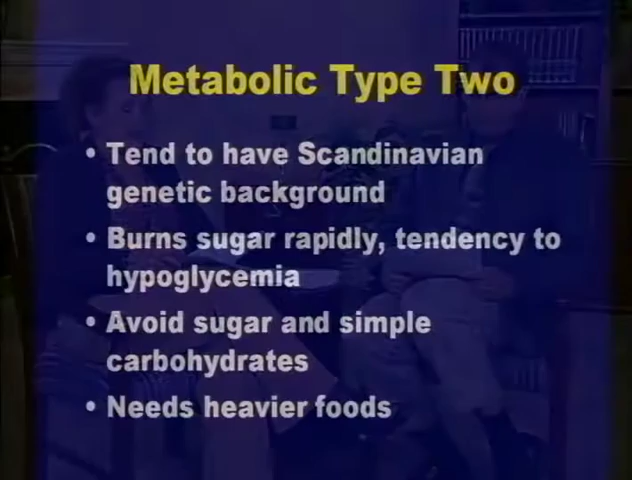 Metabolic Type Two
• Tend to have Scandinavian
genetic background
• Burns sugar rapidly, tendency to
hypoglycemia
• Avoid sugar and simple
carbohydrates
• Needs heavier foods